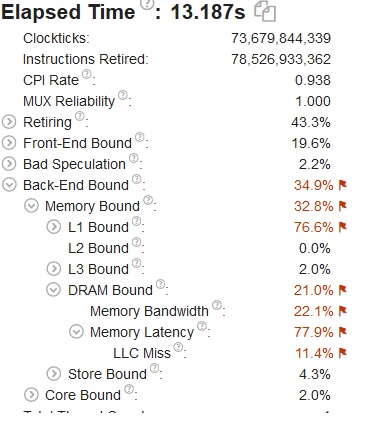 Elapsed Time : 13.187s
Clockticks: 73,679,844,339
Instructions Retired: 78,526,933,362
CPI Rate : 0.938
MUX Reliability : 1.000
Retiring : 43.3%
Front-End Bound : 19.6%
Bad Speculation : 2.2%
Back-End Bound : 34.9%
Memory Bound : 32.8%
L1 Bound : 76.6%
L2 Bound : 0.0%
L3 Bound : 2.0%
DRAM Bound : 21.0%
Memory Bandwidth : 22.1%
Memory Latency : 77.9%
LLC Miss : 11.4%
Store Bound : 4.3%
Core Bound : 2.0%